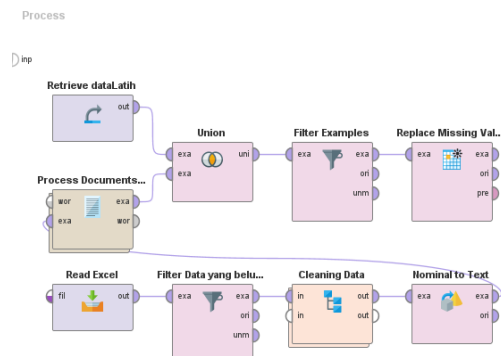 Process
inp
Retrieve dataLatih
out
Union
exa
uni
exa
Filter Examples
exa
exa
ori
unm
Replace Missing Val...
exa
exa
ori
pre
Process Documents...
wor
exa
exa
wor
Read Excel
fil
out
Filter Data yang belu...
exa
exa
ori
unm
Cleaning Data
in
out
in
out
Nominal to Text
exa
exa
ori